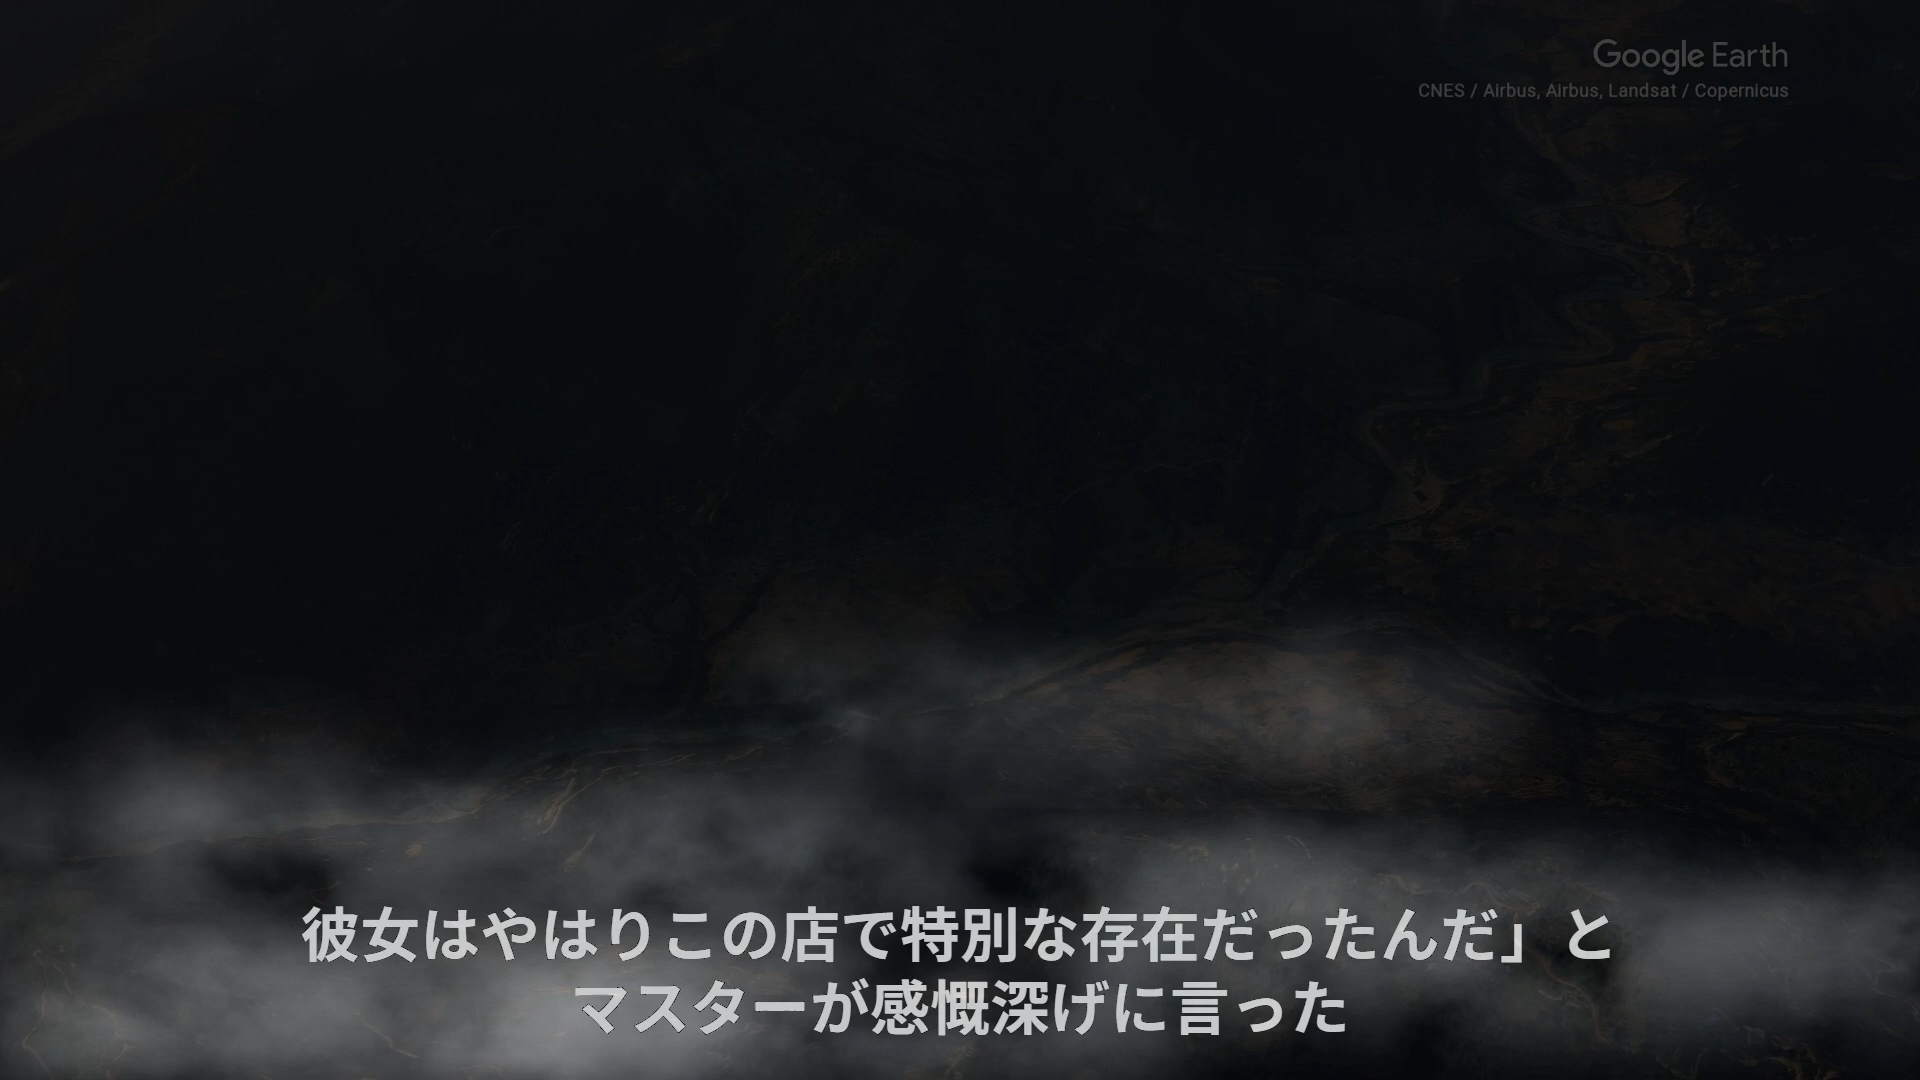 Google Earth
CNES / Airbus, Airbus, Landsat / Copernicus
彼女はやはりこの店で特別な存在だったんだ」と
マスターが感慨深げに言った